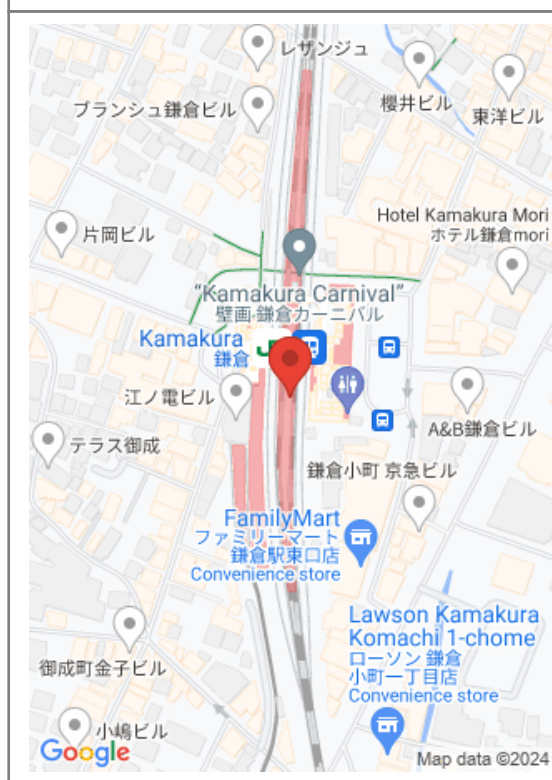 レザンジュ
ブランシュ鎌倉ビル
櫻井ビル
東洋ビル
Hotel Kamakura Mori
ホテル鎌倉mori
片岡ビル
“Kamakura Carnival”
壁画 鎌倉カーニバル
Kamakura
鎌倉
江ノ電ビル
A&B鎌倉ビル
テラス御成
鎌倉小町 京急ビル
FamilyMart
ファミリーマート
鎌倉駅東口店
Convenience store
Lawson Kamakura
Komachi 1-chome
ローソン 鎌倉
小町一丁目店
Convenience store
御成町金子ビル
小嶋ビル
Google
Map data ©2024